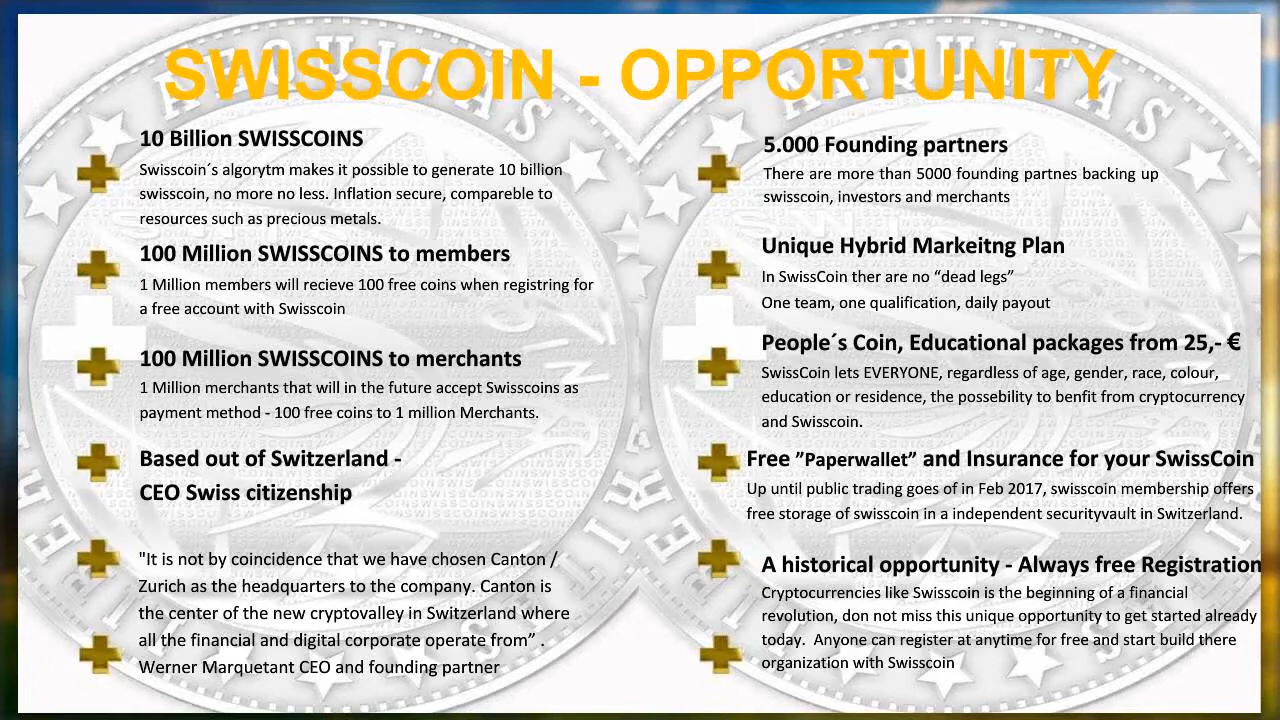 SWISSCOIN - OPPORTUNITY
10 Billion SWISSCOINS
Swisscoin´s algorytm makes it possible to generate 10 billion
swisscoin, no more no less. Inflation secure, compareble to
resources such as precious metals.
100 Million SWISSCOINS to members
1 Million members will recieve 100 free coins when registring for
a free account with Swisscoin
100 Million SWISSCOINS to merchants
1 Million merchants that will in the future accept Swisscoins as
payment method - 100 free coins to 1 million Merchants.
Based out of Switzerland -
CEO Swiss citizenship
"It is not by coincidence that we have chosen Canton /
Zurich as the headquarters to the company. Canton is
the center of the new cryptovalley in Switzerland where
all the financial and digital corporate operate from” .
Werner Marquetant CEO and founding partner
5.000 Founding partners
There are more than 5000 founding partnes backing up
swisscoin, investors and merchants
Unique Hybrid Markeitng Plan
In SwissCoin ther are no “dead legs”
One team, one qualification, daily payout
People´s Coin, Educational packages from 25,- €
SwissCoin lets EVERYONE, regardless of age, gender, race, colour,
education or residence, the possebility to benfit from cryptocurrency
and Swisscoin.
Free ”Paperwallet” and Insurance for your SwissCoin
Up until public trading goes of in Feb 2017, swisscoin membership offers
free storage of swisscoin in a independent securityvault in Switzerland.
A historical opportunity - Always free Registration
Cryptocurrencies like Swisscoin is the beginning of a financial
revolution, don not miss this unique opportunity to get started already
today. Anyone can register at anytime for free and start build there
organization with Swisscoin
AEQUITAS
AEQUITAS